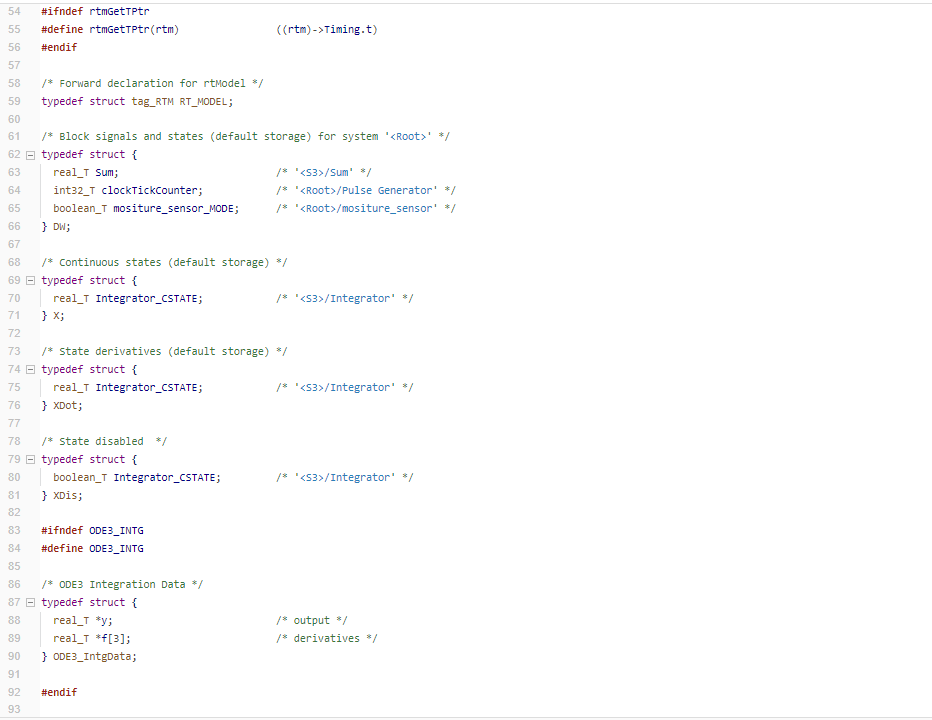 54 #ifndef rtmGetTPtr
55 #define rtmGetTPtr(rtm) ((rtm)->Timing.t)
56 #endif
57
58 /* Forward declaration for rtModel */
59 typedef struct tag_RTM RT_MODEL;
60
61 /* Block signals and states (default storage) for system '<Root>' */
62 typedef struct {
63 real_T Sum; /* '<S3>/Sum' */
64 int32_T clockTickCounter; /* '<Root>/Pulse Generator' */
65 boolean_T mositure_sensor_MODE; /* '<Root>/mositure_sensor' */
66 } DW;
67
68 /* Continuous states (default storage) */
69 typedef struct {
70 real_T Integrator_CSTATE; /* '<S3>/Integrator' */
71 } X;
72
73 /* State derivatives (default storage) */
74 typedef struct {
75 real_T Integrator_CSTATE; /* '<S3>/Integrator' */
76 } XDot;
77
78 /* State disabled */
79 typedef struct {
80 boolean_T Integrator_CSTATE; /* '<S3>/Integrator' */
81 } XDis;
82
83 #ifndef ODE3_INTG
84 #define ODE3_INTG
85
86 /* ODE3 Integration Data */
87 typedef struct {
88 real_T *y; /* output */
89 real_T *f[3]; /* derivatives */
90 } ODE3_IntgData;
91
92 #endif
93